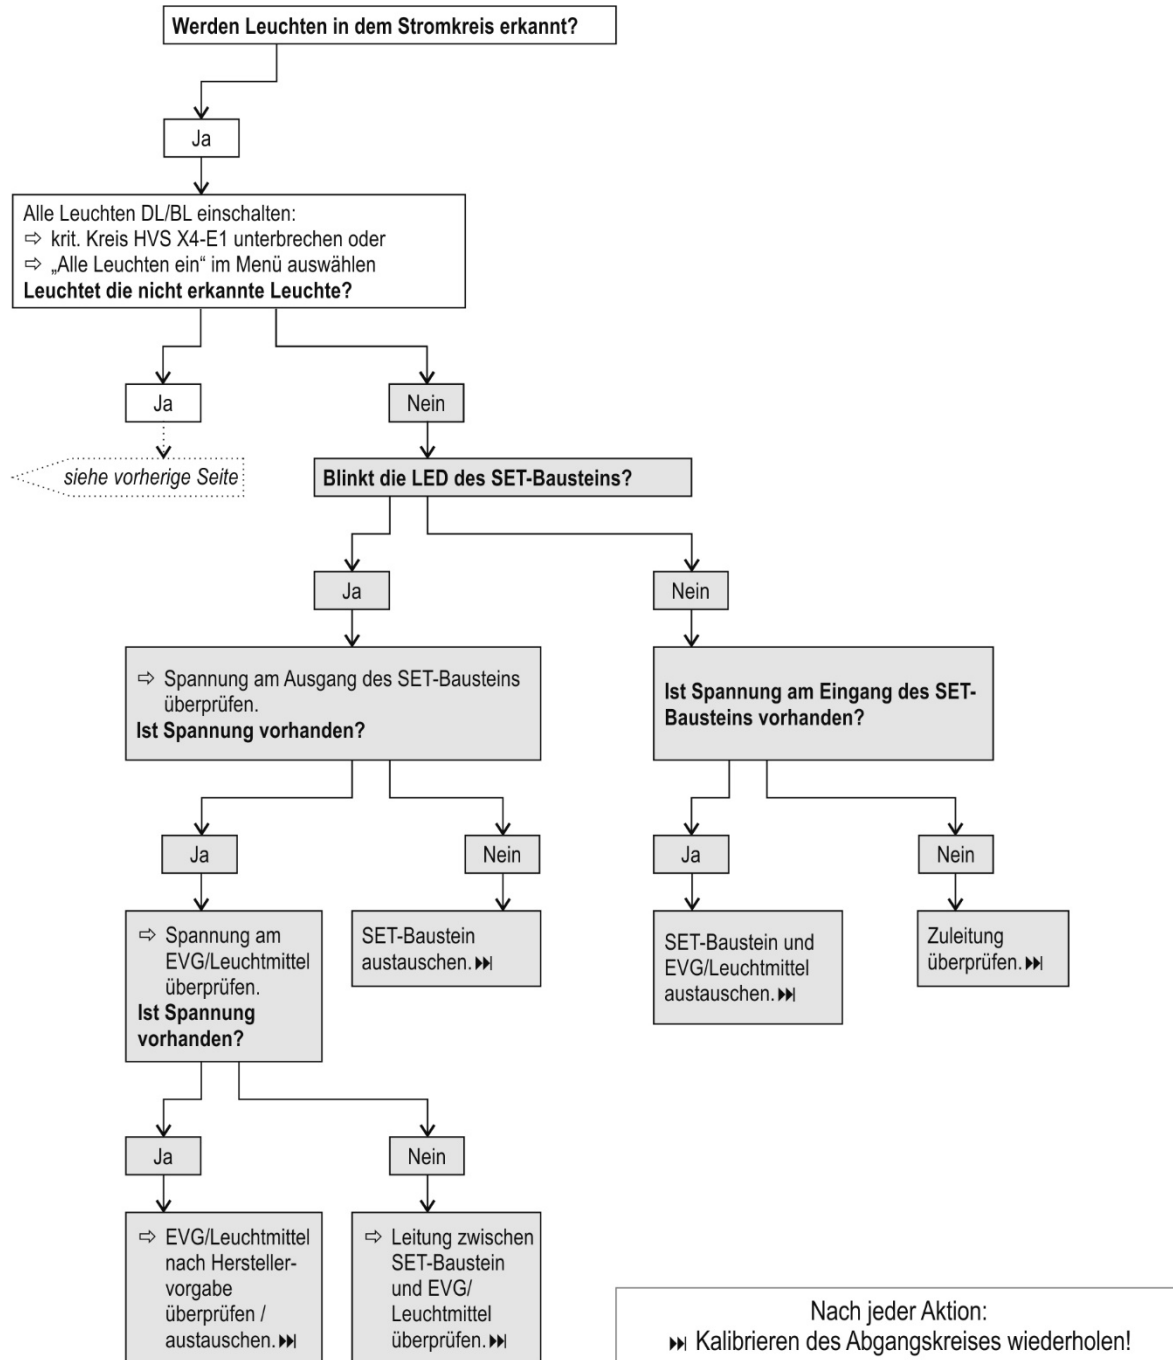 Werden Leuchten in dem Stromkreis erkannt?
Ja
Alle Leuchten DL/BL einschalten:
⇨ krit. Kreis HVS X4-E1 unterbrechen oder
⇨ „Alle Leuchten ein“ im Menü auswählen
Leuchtet die nicht erkannte Leuchte?
Ja
Nein
siehe vorherige Seite
Blinkt die LED des SET-Bausteins?
Ja
Nein
⇨ Spannung am Ausgang des SET-Bausteins
überprüfen.
Ist Spannung vorhanden?
Ist Spannung am Eingang des SET-
Bausteins vorhanden?
Ja
Nein
Ja
Nein
⇨ Spannung am
EVG/Leuchtmittel
überprüfen.
Ist Spannung
vorhanden?
SET-Baustein
austauschen.⏭
SET-Baustein und
EVG/Leuchtmittel
austauschen.⏭
Zuleitung
überprüfen.⏭
Ja
Nein
⇨ EVG/Leuchtmittel
nach Hersteller-
vorgabe
überprüfen /
austauschen.⏭
⇨ Leitung zwischen
SET-Baustein
und EVG/
Leuchtmittel
überprüfen.⏭
Nach jeder Aktion:
⏭ Kalibrieren des Abgangskreises wiederholen!